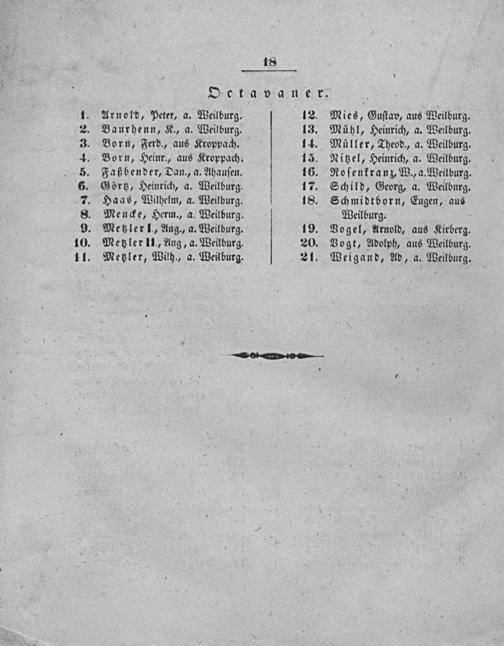 18
Octavaner.
1. Arnold, Peter, a. Weilburg.
2. Baurhenn, K., a. Weilburg.
3. Born, Ferd., aus Kroppach.
4. Born, Heinr., aus Kroppach.
5. Faßbender, Dan., a. Ahausen.
6. Görtz, Heinrich, a. Weilburg.
7. Haas, Wilhelm, a. Weilburg.
8. Mencke, Herm., a. Weilburg.
9. Metzler I, Aug., a. Weilburg.
10. Metzler II, Aug, a. Weilburg.
11. Metzler, Wilh., a. Weilburg.
12. Mies, Gustav, aus Weilburg.
13. Mühl, Heinrich, a. Weilburg.
14. Müller, Theod., a. Weilburg.
15. Nitzel, Heinrich, a. Weilburg.
16. Rosenkranz, W., a. Weilburg.
17. Schild, Georg, a. Weilburg.
18. Schmidtborn, Eugen, aus
Weilburg.
19. Vogel, Arnold, aus Kirberg.
20. Vogt, Adolph, aus Weilburg.
21. Weigand, Ad, a. Weilburg.